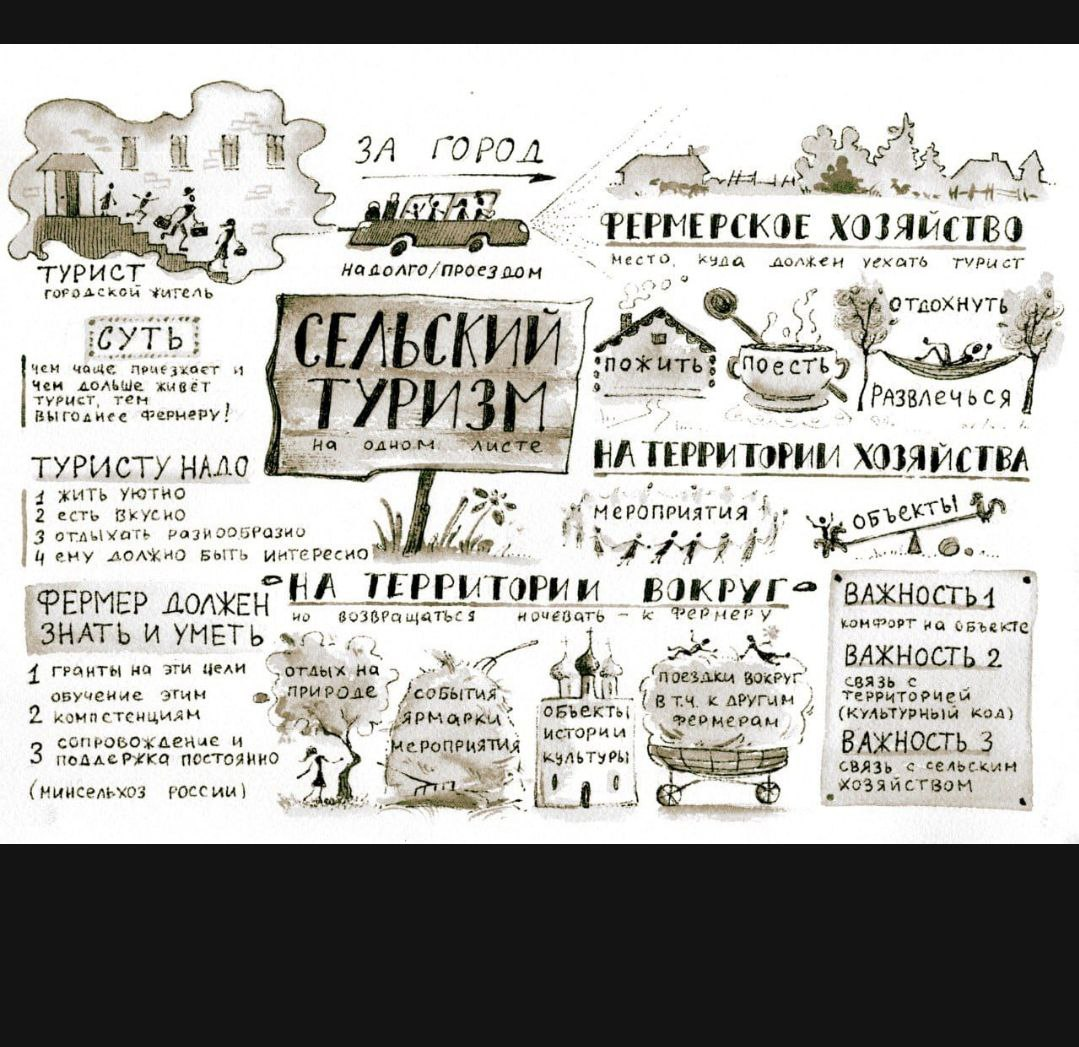 ЗА ГОРОД
НАДОЛГО/ПРОЕЗДОМ
ТУРИСТ
ГОРОДСКОЙ ЖИТЕЛЬ
ФЕРМЕРСКОЕ ХОЗЯЙСТВО
МЕСТО, КУДА ДОЛЖЕН УЕХАТЬ ТУРИСТ
СУТЬ
ЧЕМ ЧАЩЕ ПРИЕЗЖАЕТ И
ЧЕМ ДОЛЬШЕ ЖИВЁТ
ТУРИСТ, ТЕМ
ВЫГОДНЕЕ ФЕРМЕРУ!
СЕЛЬСКИЙ
ТУРИЗМ
НА ОДНОМ ЛИСТЕ
ПОЖИТЬ
ПОЕСТЬ
ОТДОХНУТЬ
РАЗВЛЕЧЬСЯ
ТУРИСТУ НАДО
1 ЖИТЬ УЮТНО
2 ЕСТЬ ВКУСНО
3 ОТДЫХАТЬ РАЗНООБРАЗНО
4 ЕМУ ДОЛЖНО БЫТЬ ИНТЕРЕСНО
НА ТЕРРИТОРИИ ХОЗЯЙСТВА
МЕРОПРИЯТИЯ
ОБЪЕКТЫ
ФЕРМЕР ДОЛЖЕН
ЗНАТЬ И УМЕТЬ
1 ГРАНТЫ НА ЭТИ ЦЕЛИ
ОБУЧЕНИЕ ЭТИМ
2 КОМПЕТЕНЦИЯМ
СОПРОВОЖДЕНИЕ И
3 ПОДДЕРЖКА ПОСТОЯННО
(МИНСЕЛЬХОЗ РОССИИ)
НА ТЕРРИТОРИИ ВОКРУГ
НО ВОЗВРАЩАТЬСЯ НОЧЕВАТЬ - К ФЕРМЕРУ
ОТДЫХ НА
ПРИРОДЕ
СОБЫТИЯ
ЯРМАРКИ
МЕРОПРИЯТИЯ
ОБЪЕКТЫ
ИСТОРИИ
КУЛЬТУРЫ
ПОЕЗДКИ ВОКРУГ
В Т.Ч. К ДРУГИМ
ФЕРМЕРАМ
ВАЖНОСТЬ 1
КОМФОРТ НА ОБЪЕКТЕ
ВАЖНОСТЬ 2
СВЯЗЬ С
ТЕРРИТОРИЕЙ
(КУЛЬТУРНЫЙ КОД)
ВАЖНОСТЬ 3
СВЯЗЬ С СЕЛЬСКИМ
ХОЗЯЙСТВОМ